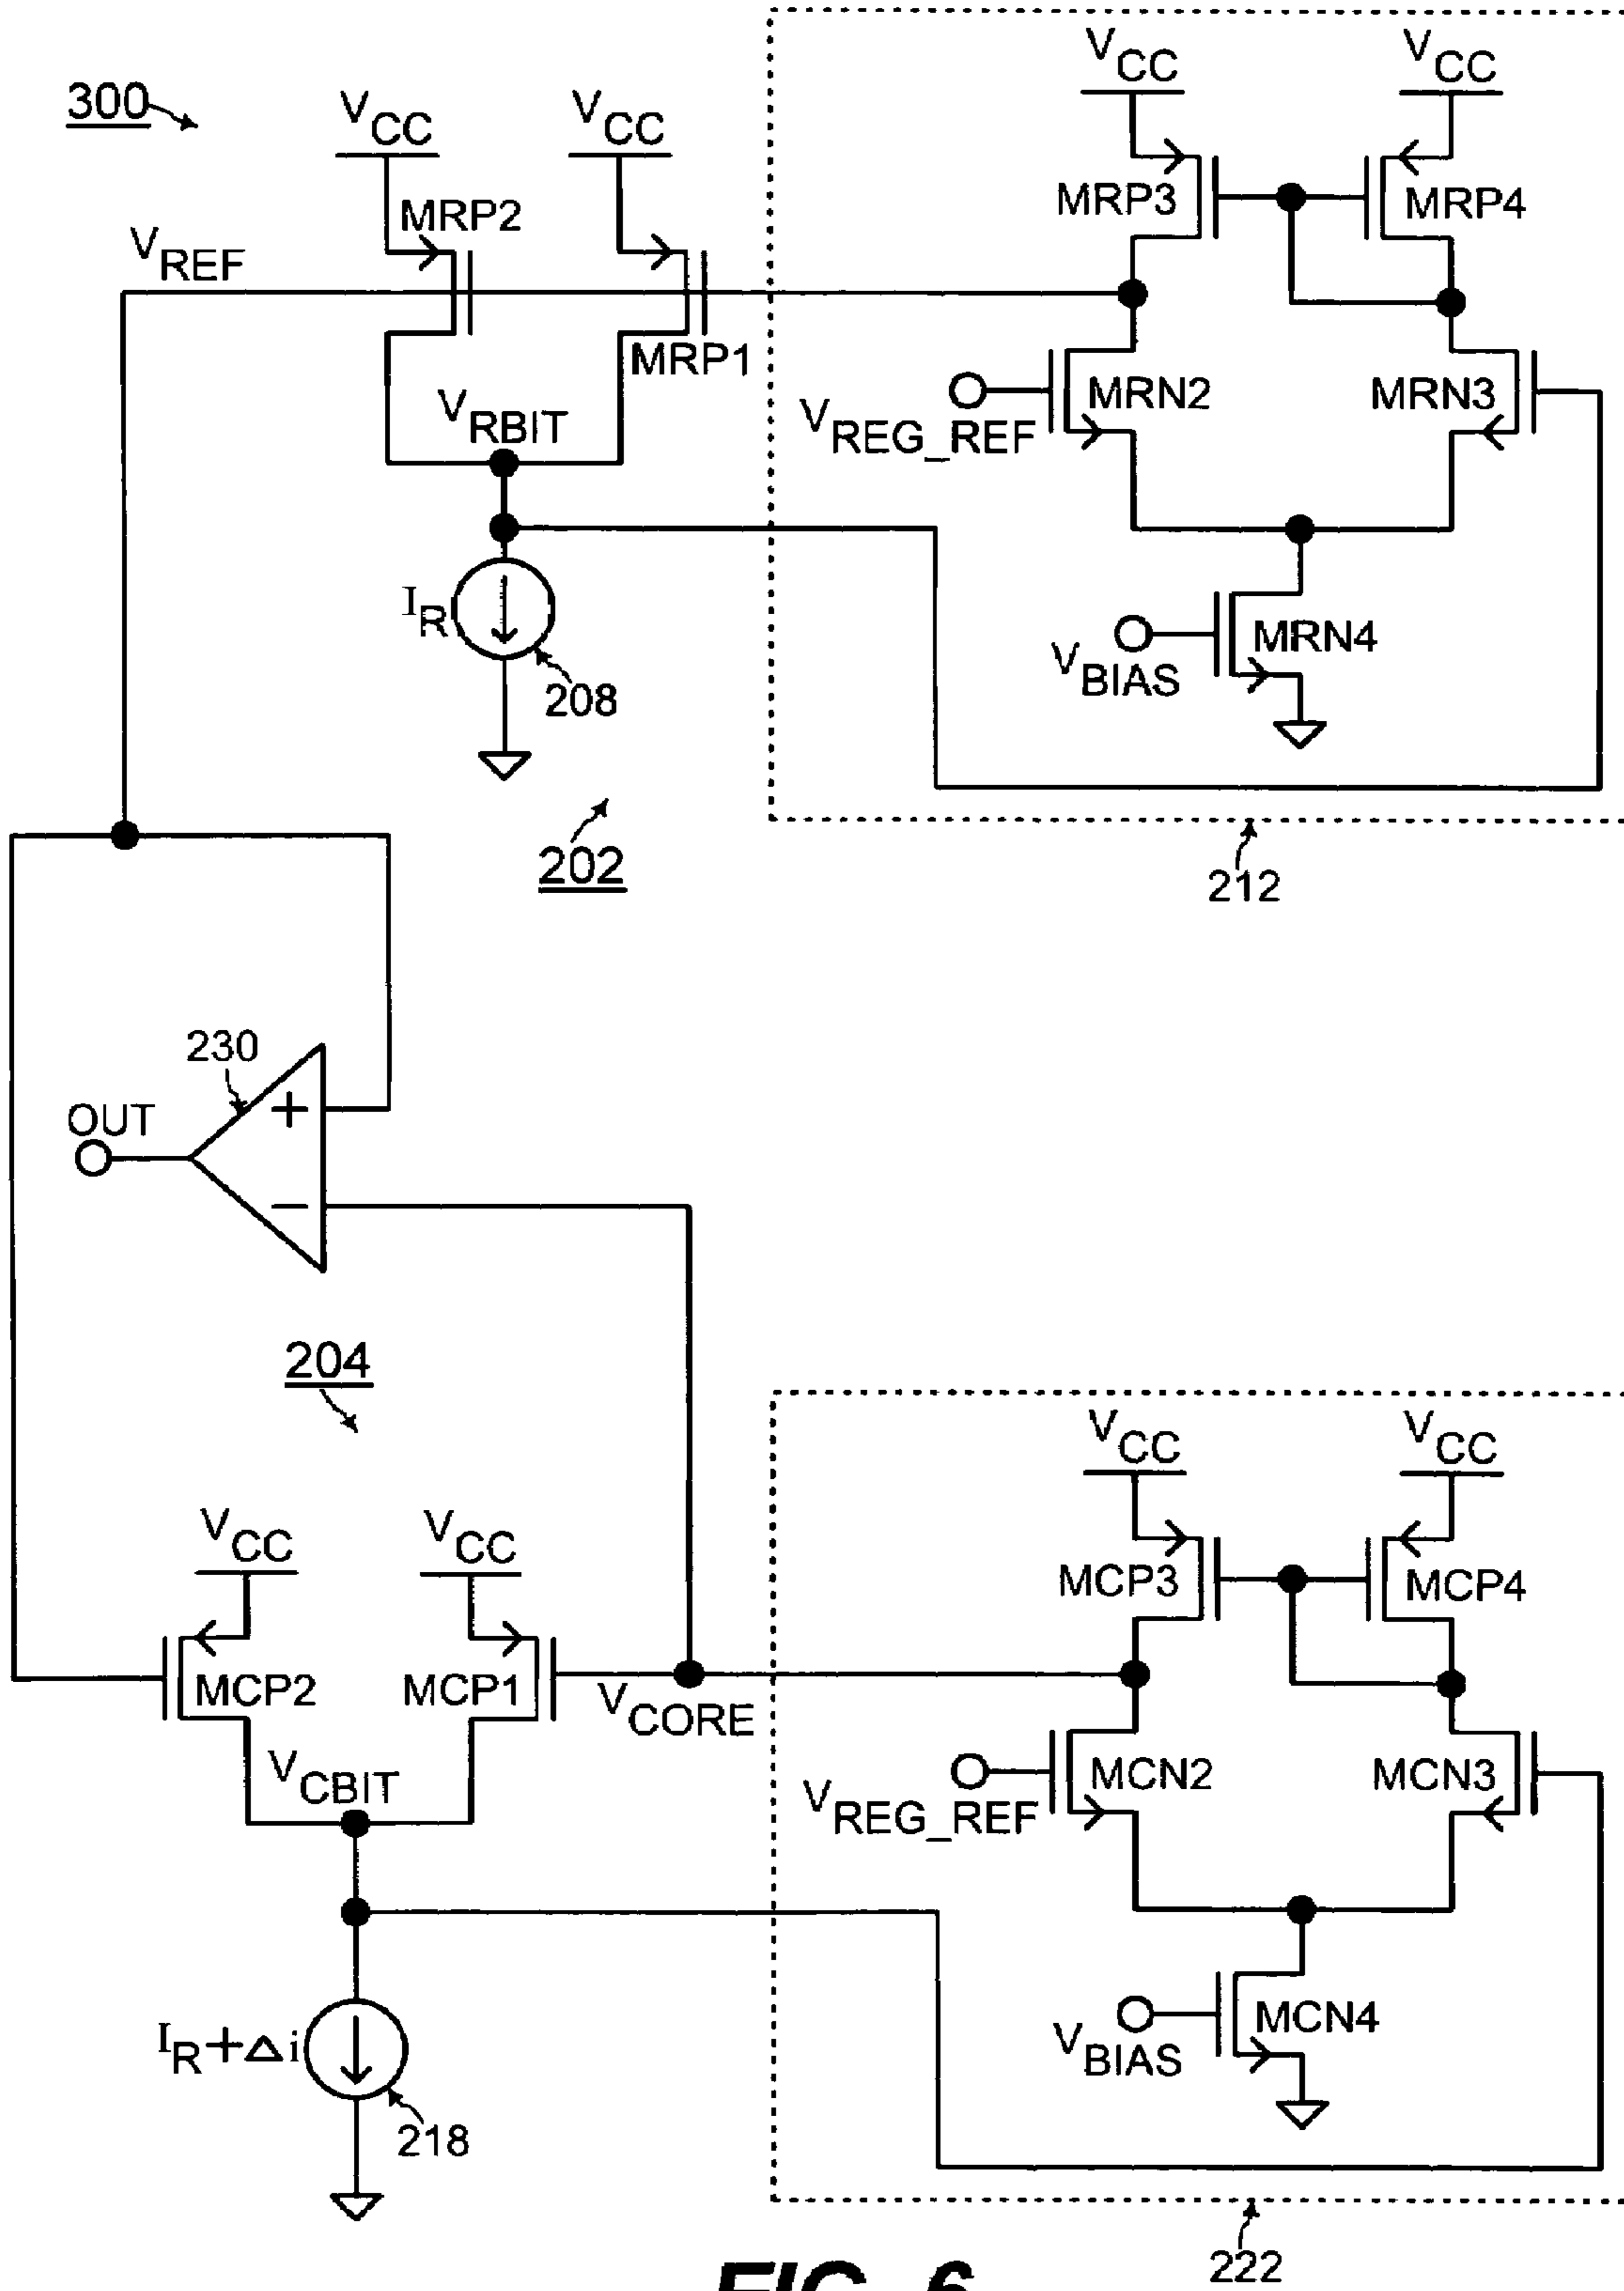 300
VCC
VCC
VCC
VCC
MRP2
MRP3
MRP4
VREF
MRP1
VRBIT
VREG_REF
MRN2
MRN3
IR
208
VBIAS
MRN4
202
212
230
OUT
+
−
204
VCC
VCC
VCC
VCC
MCP3
MCP4
MCP2
MCP1
VCORE
VCBIT
VREG_REF
MCN2
MCN3
IR+Δi
218
VBIAS
MCN4
222
FIG. 6